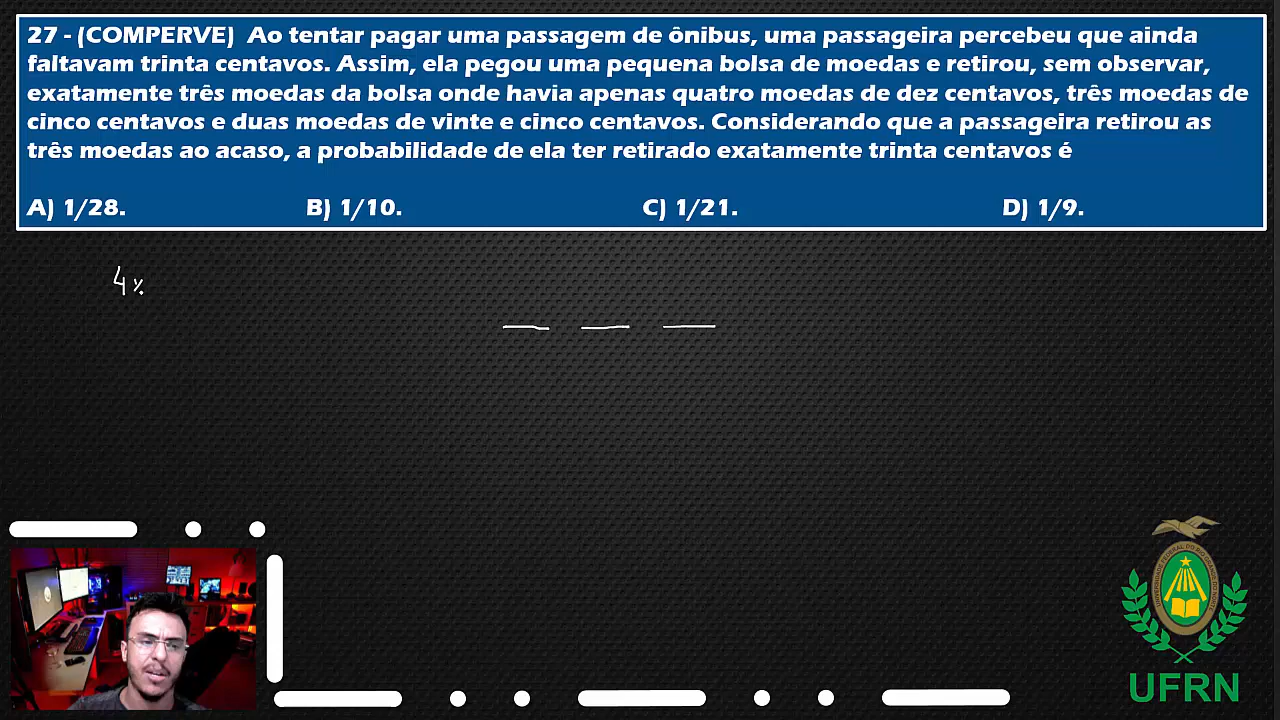 27 - (COMPERVE) Ao tentar pagar uma passagem de ônibus, uma passageira percebeu que ainda
faltavam trinta centavos. Assim, ela pegou uma pequena bolsa de moedas e retirou, sem observar,
exatamente três moedas da bolsa onde havia apenas quatro moedas de dez centavos, três moedas de
cinco centavos e duas moedas de vinte e cinco centavos. Considerando que a passageira retirou as
três moedas ao acaso, a probabilidade de ela ter retirado exatamente trinta centavos é
A) 1/28. B) 1/10. C) 1/21. D) 1/9.
4
UFRN